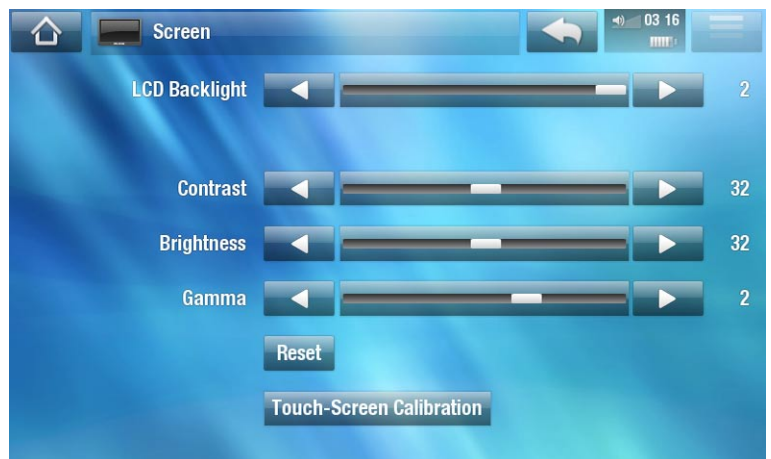 Screen
03 16
LCD Backlight 2
Contrast 32
Brightness 32
Gamma 2
Reset
Touch-Screen Calibration